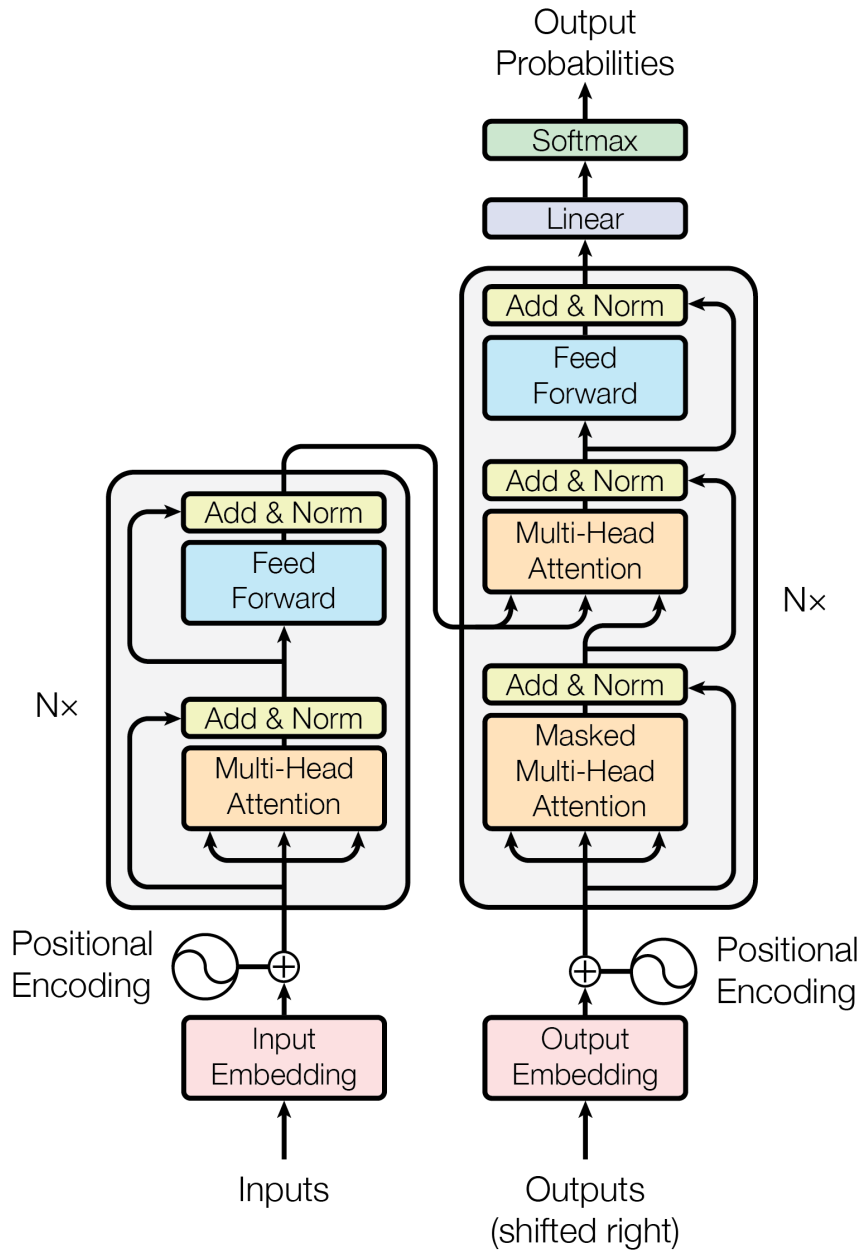 Output
Probabilities
Softmax
Linear
Add & Norm
Feed
Forward
Add & Norm
Multi-Head
Attention
N×
Add & Norm
Masked
Multi-Head
Attention
Add & Norm
Feed
Forward
N×
Add & Norm
Multi-Head
Attention
Positional
Encoding
Positional
Encoding
Input
Embedding
Output
Embedding
Inputs
Outputs
(shifted right)